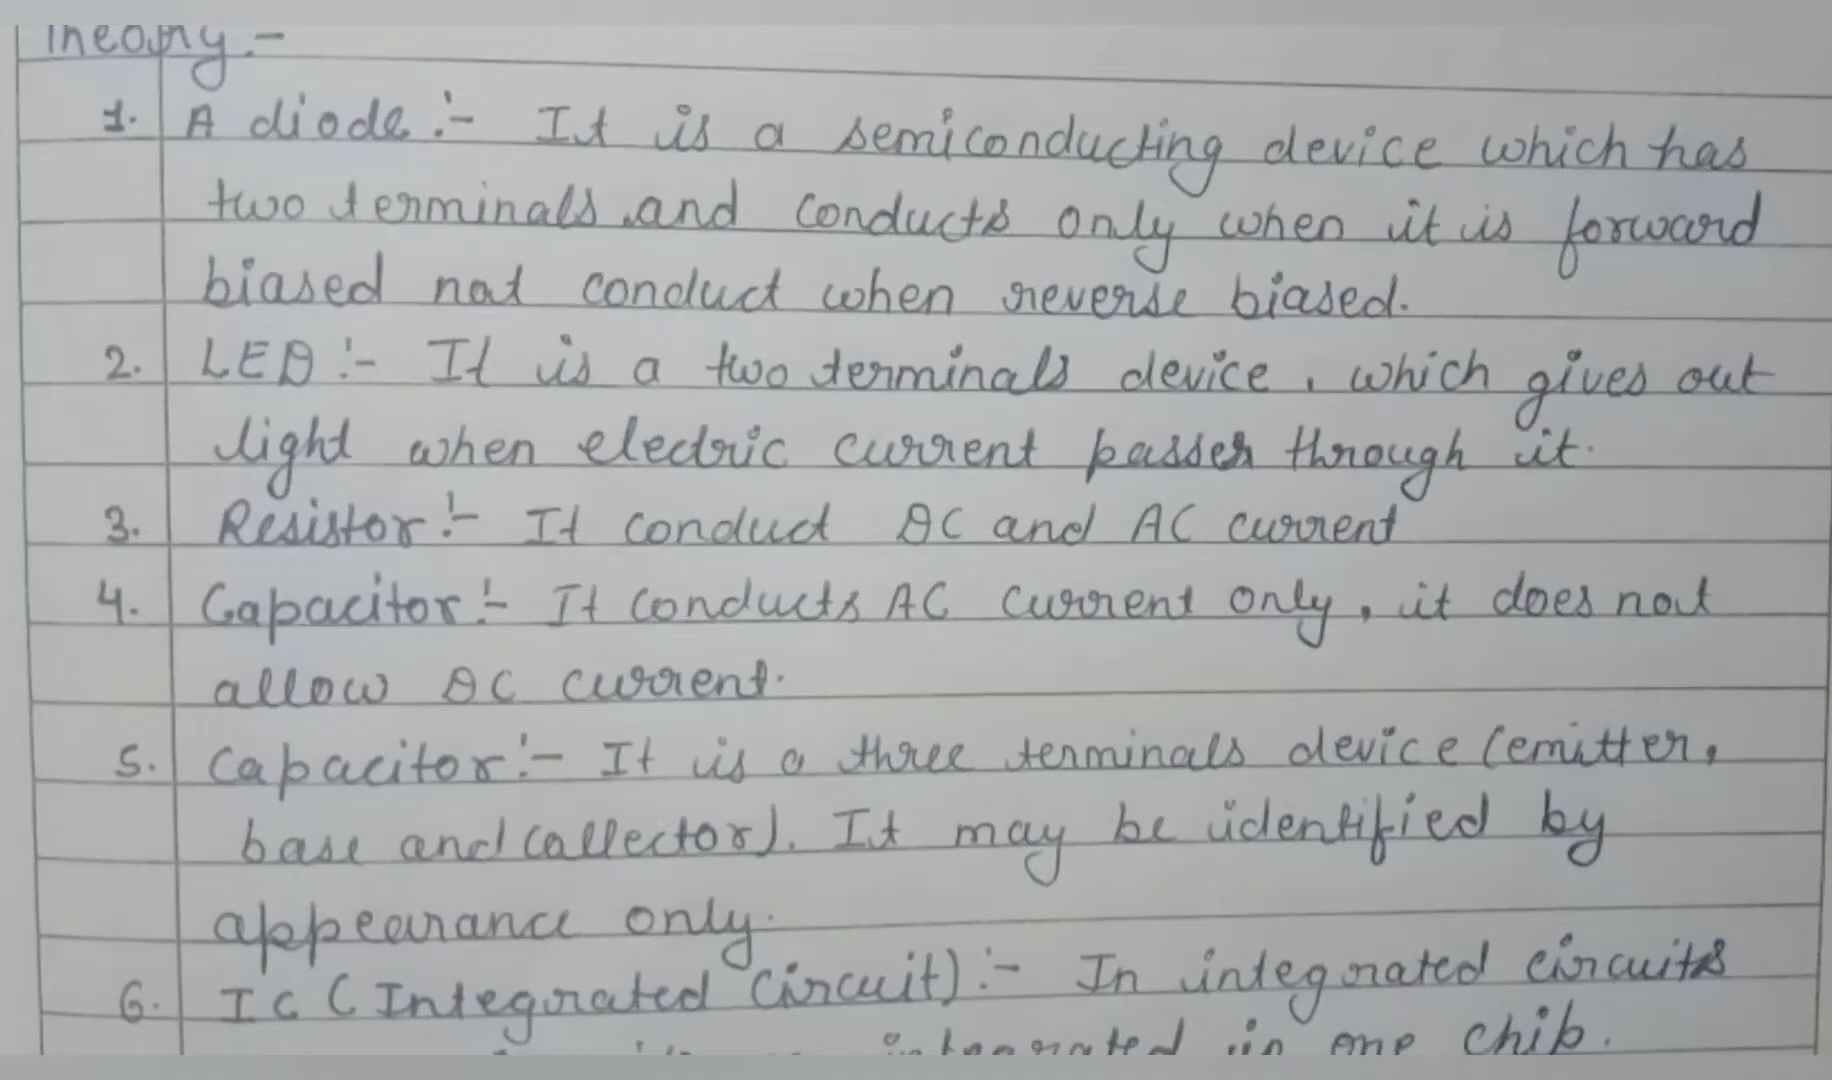 Theory :-
1. A diode :- It is a semiconducting device which has
two terminals and conducts only when it is forward
biased not conduct when reverse biased.
2. LED :- It is a two terminals device, which gives out
light when electric current passes through it.
3. Resistor :- It conduct DC and AC current
4. Capacitor :- It conducts AC current only, it does not
allow DC current.
5. Capacitor :- It is a three terminals device (emitter,
base and collector). It may be identified by
appearance only.
6. IC (Integrated Circuit) :- In integrated circuits
integrated in one chip.